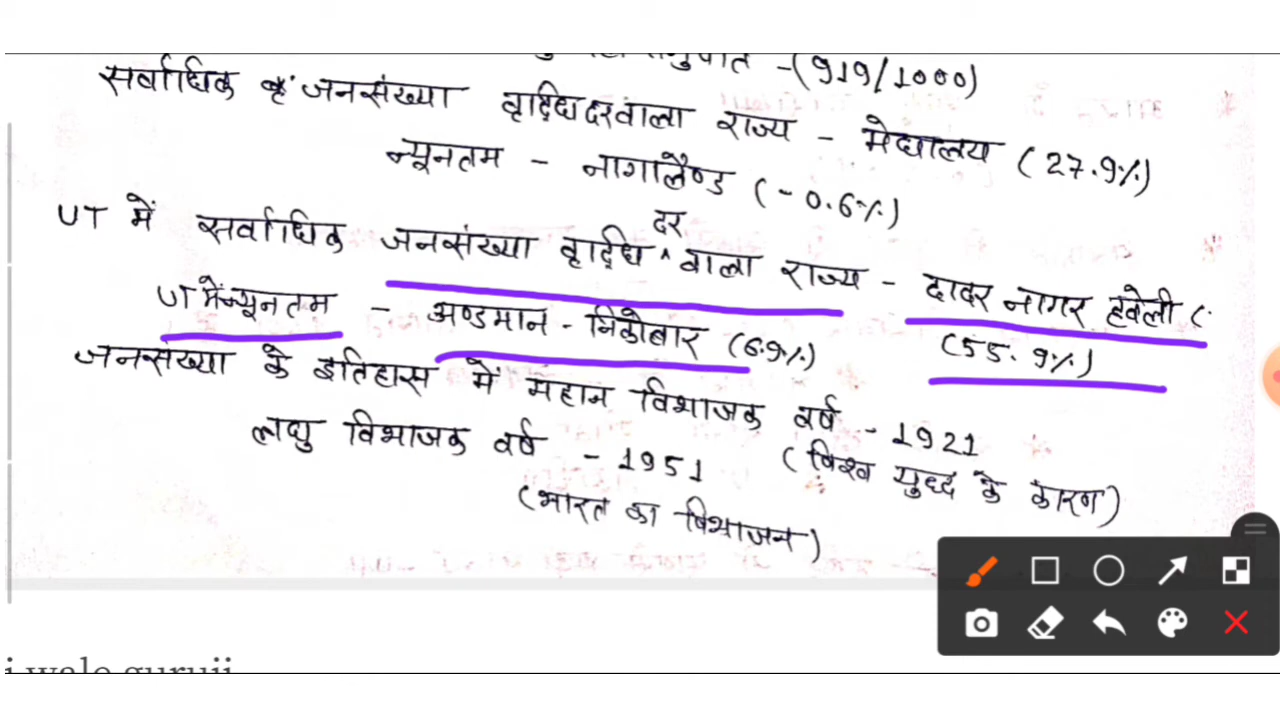 -(919/1000)
सर्वाधिक जनसंख्या वृद्धि दरवाला राज्य - मेघालय (27.9%)
न्यूनतम - नागालैण्ड (-0.6%)
UT में सर्वाधिक जनसंख्या वृद्धि दर वाला राज्य - दादर नागर हवेली (
(55.9%)
UT में न्यूनतम - अण्डमान - निकोबार (6.9%)
जनसंख्या के इतिहास में महान विभाजक वर्ष - 1921
(विश्व युद्ध के कारण)
लघु विभाजक वर्ष - 1951
(भारत का विभाजन)
i wale guruji